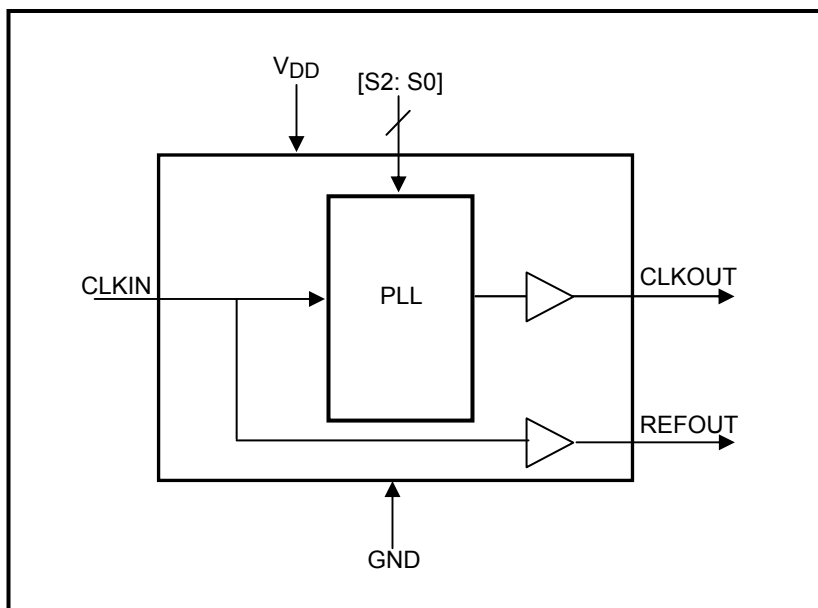 VDD
[S2: S0]
CLKIN
PLL
CLKOUT
REFOUT
GND